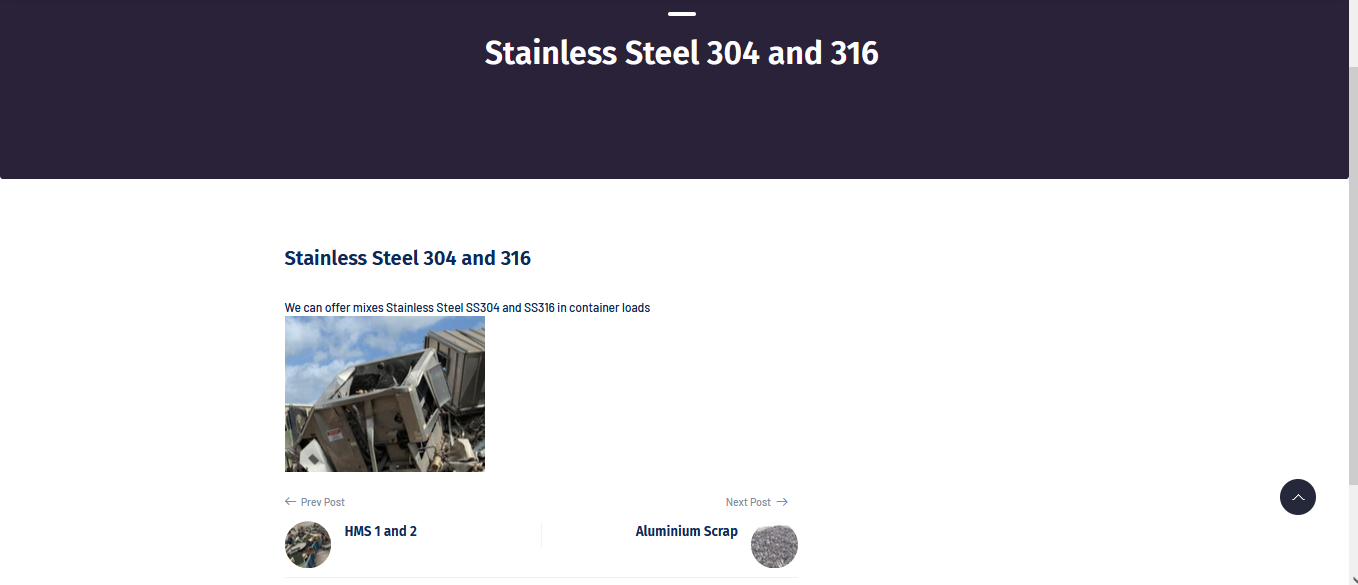 Stainless Steel 304 and 316
Stainless Steel 304 and 316
We can offer mixes Stainless Steel SS304 and SS316 in container loads
Prev Post
Next Post
HMS 1 and 2
Aluminium Scrap